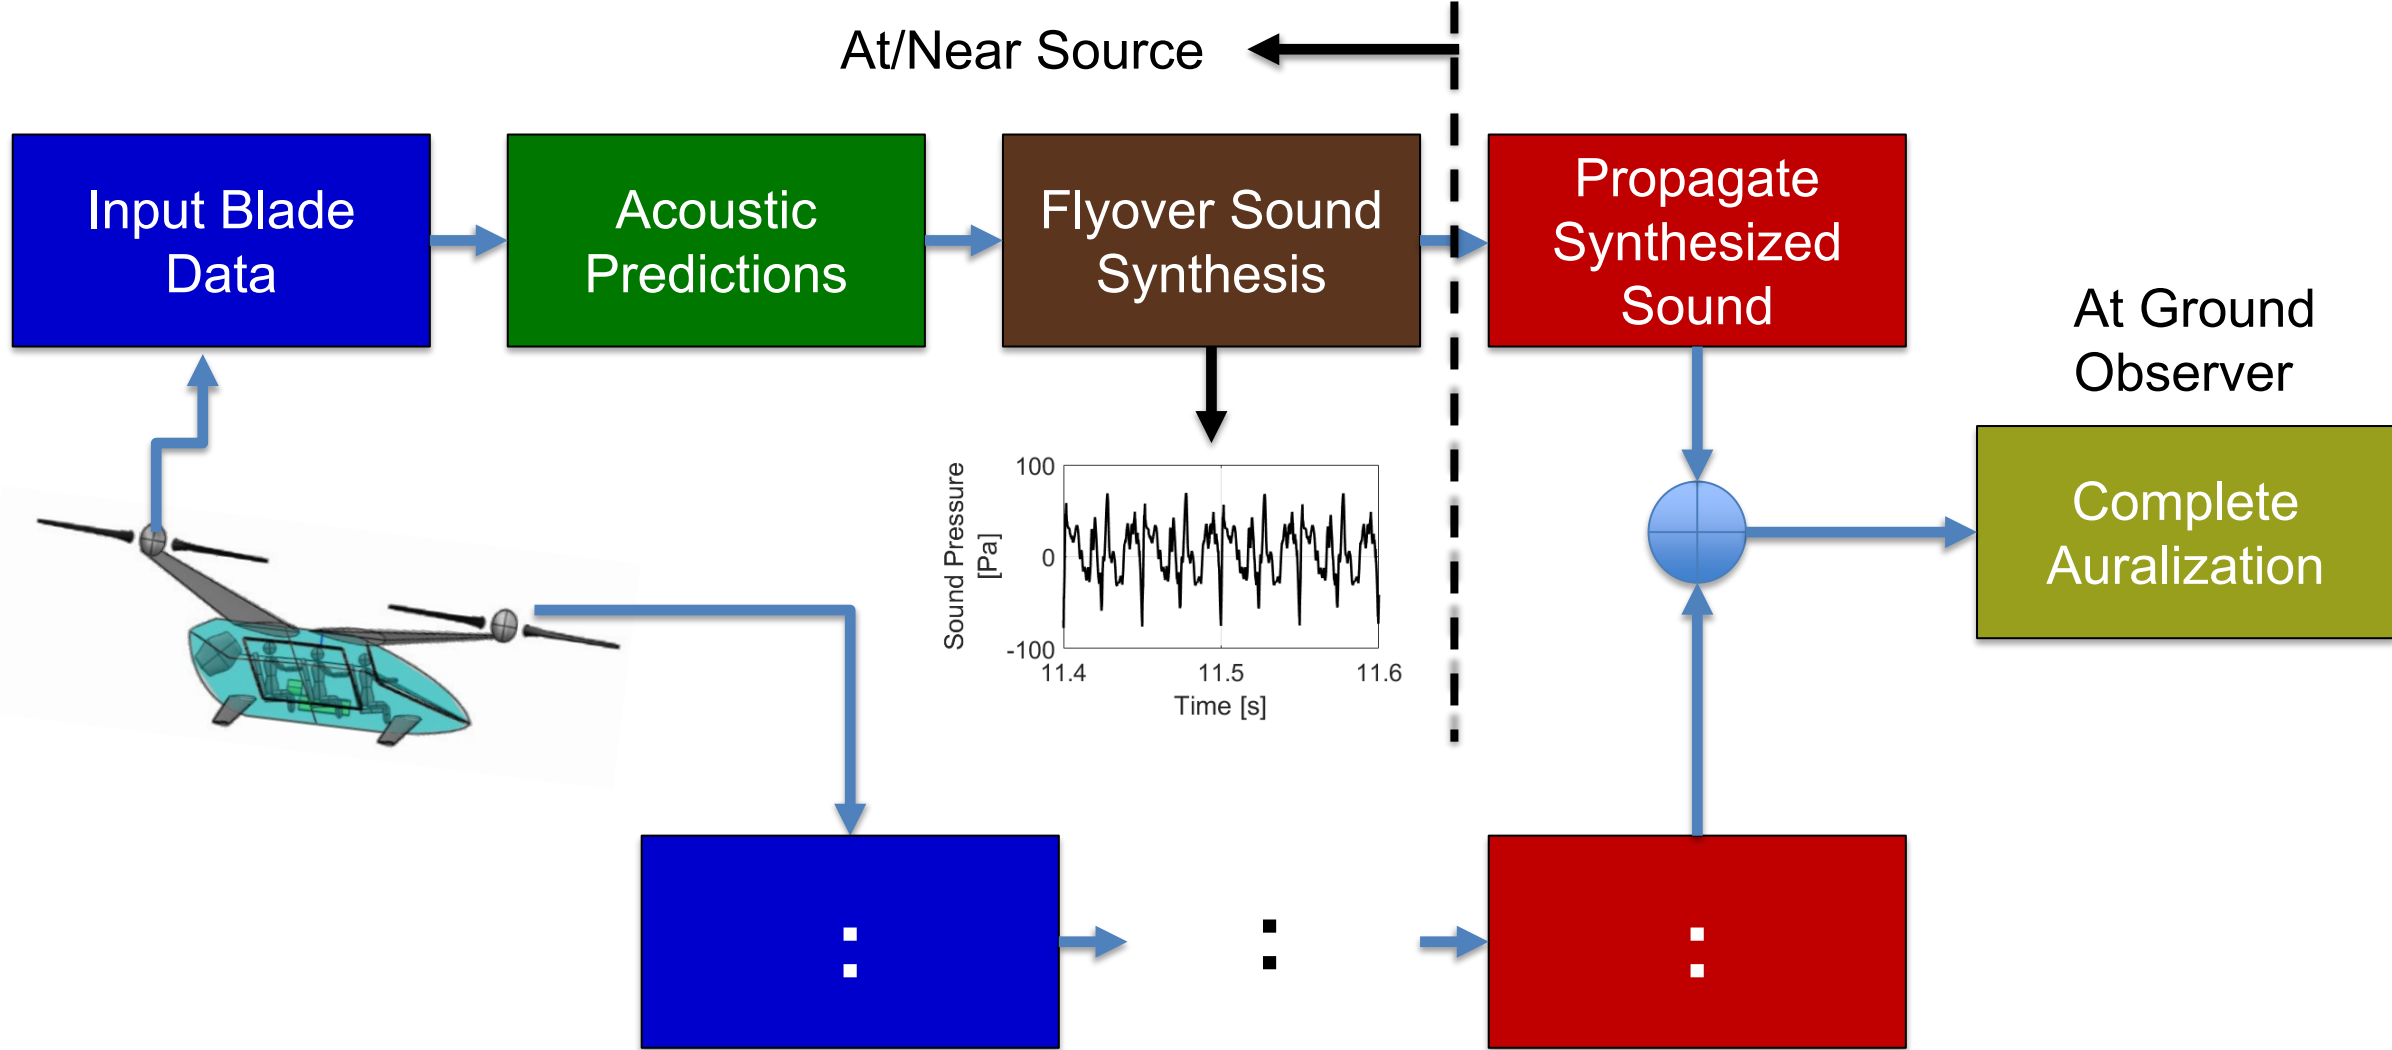 At/Near Source
Input Blade
Data
Acoustic
Predictions
Flyover Sound
Synthesis
Propagate
Synthesized
Sound
At Ground
Observer
Complete
Auralization
Sound Pressure
[Pa]
100
0
-100
11.4
11.5
11.6
Time [s]
:
:
: